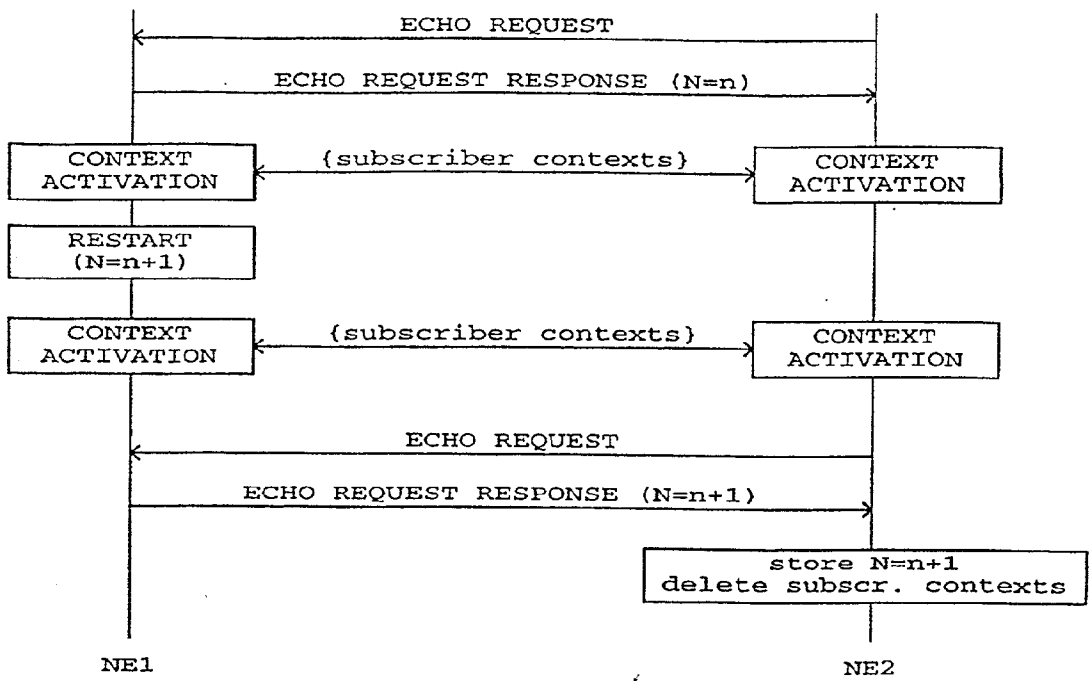 ECHO REQUEST
ECHO REQUEST RESPONSE (N=n)
CONTEXT
ACTIVATION
{subscriber contexts}
CONTEXT
ACTIVATION
RESTART
(N=n+1)
CONTEXT
ACTIVATION
{subscriber contexts}
CONTEXT
ACTIVATION
ECHO REQUEST
ECHO REQUEST RESPONSE (N=n+1)
store N=n+1
delete subscr. contexts
NE1
NE2